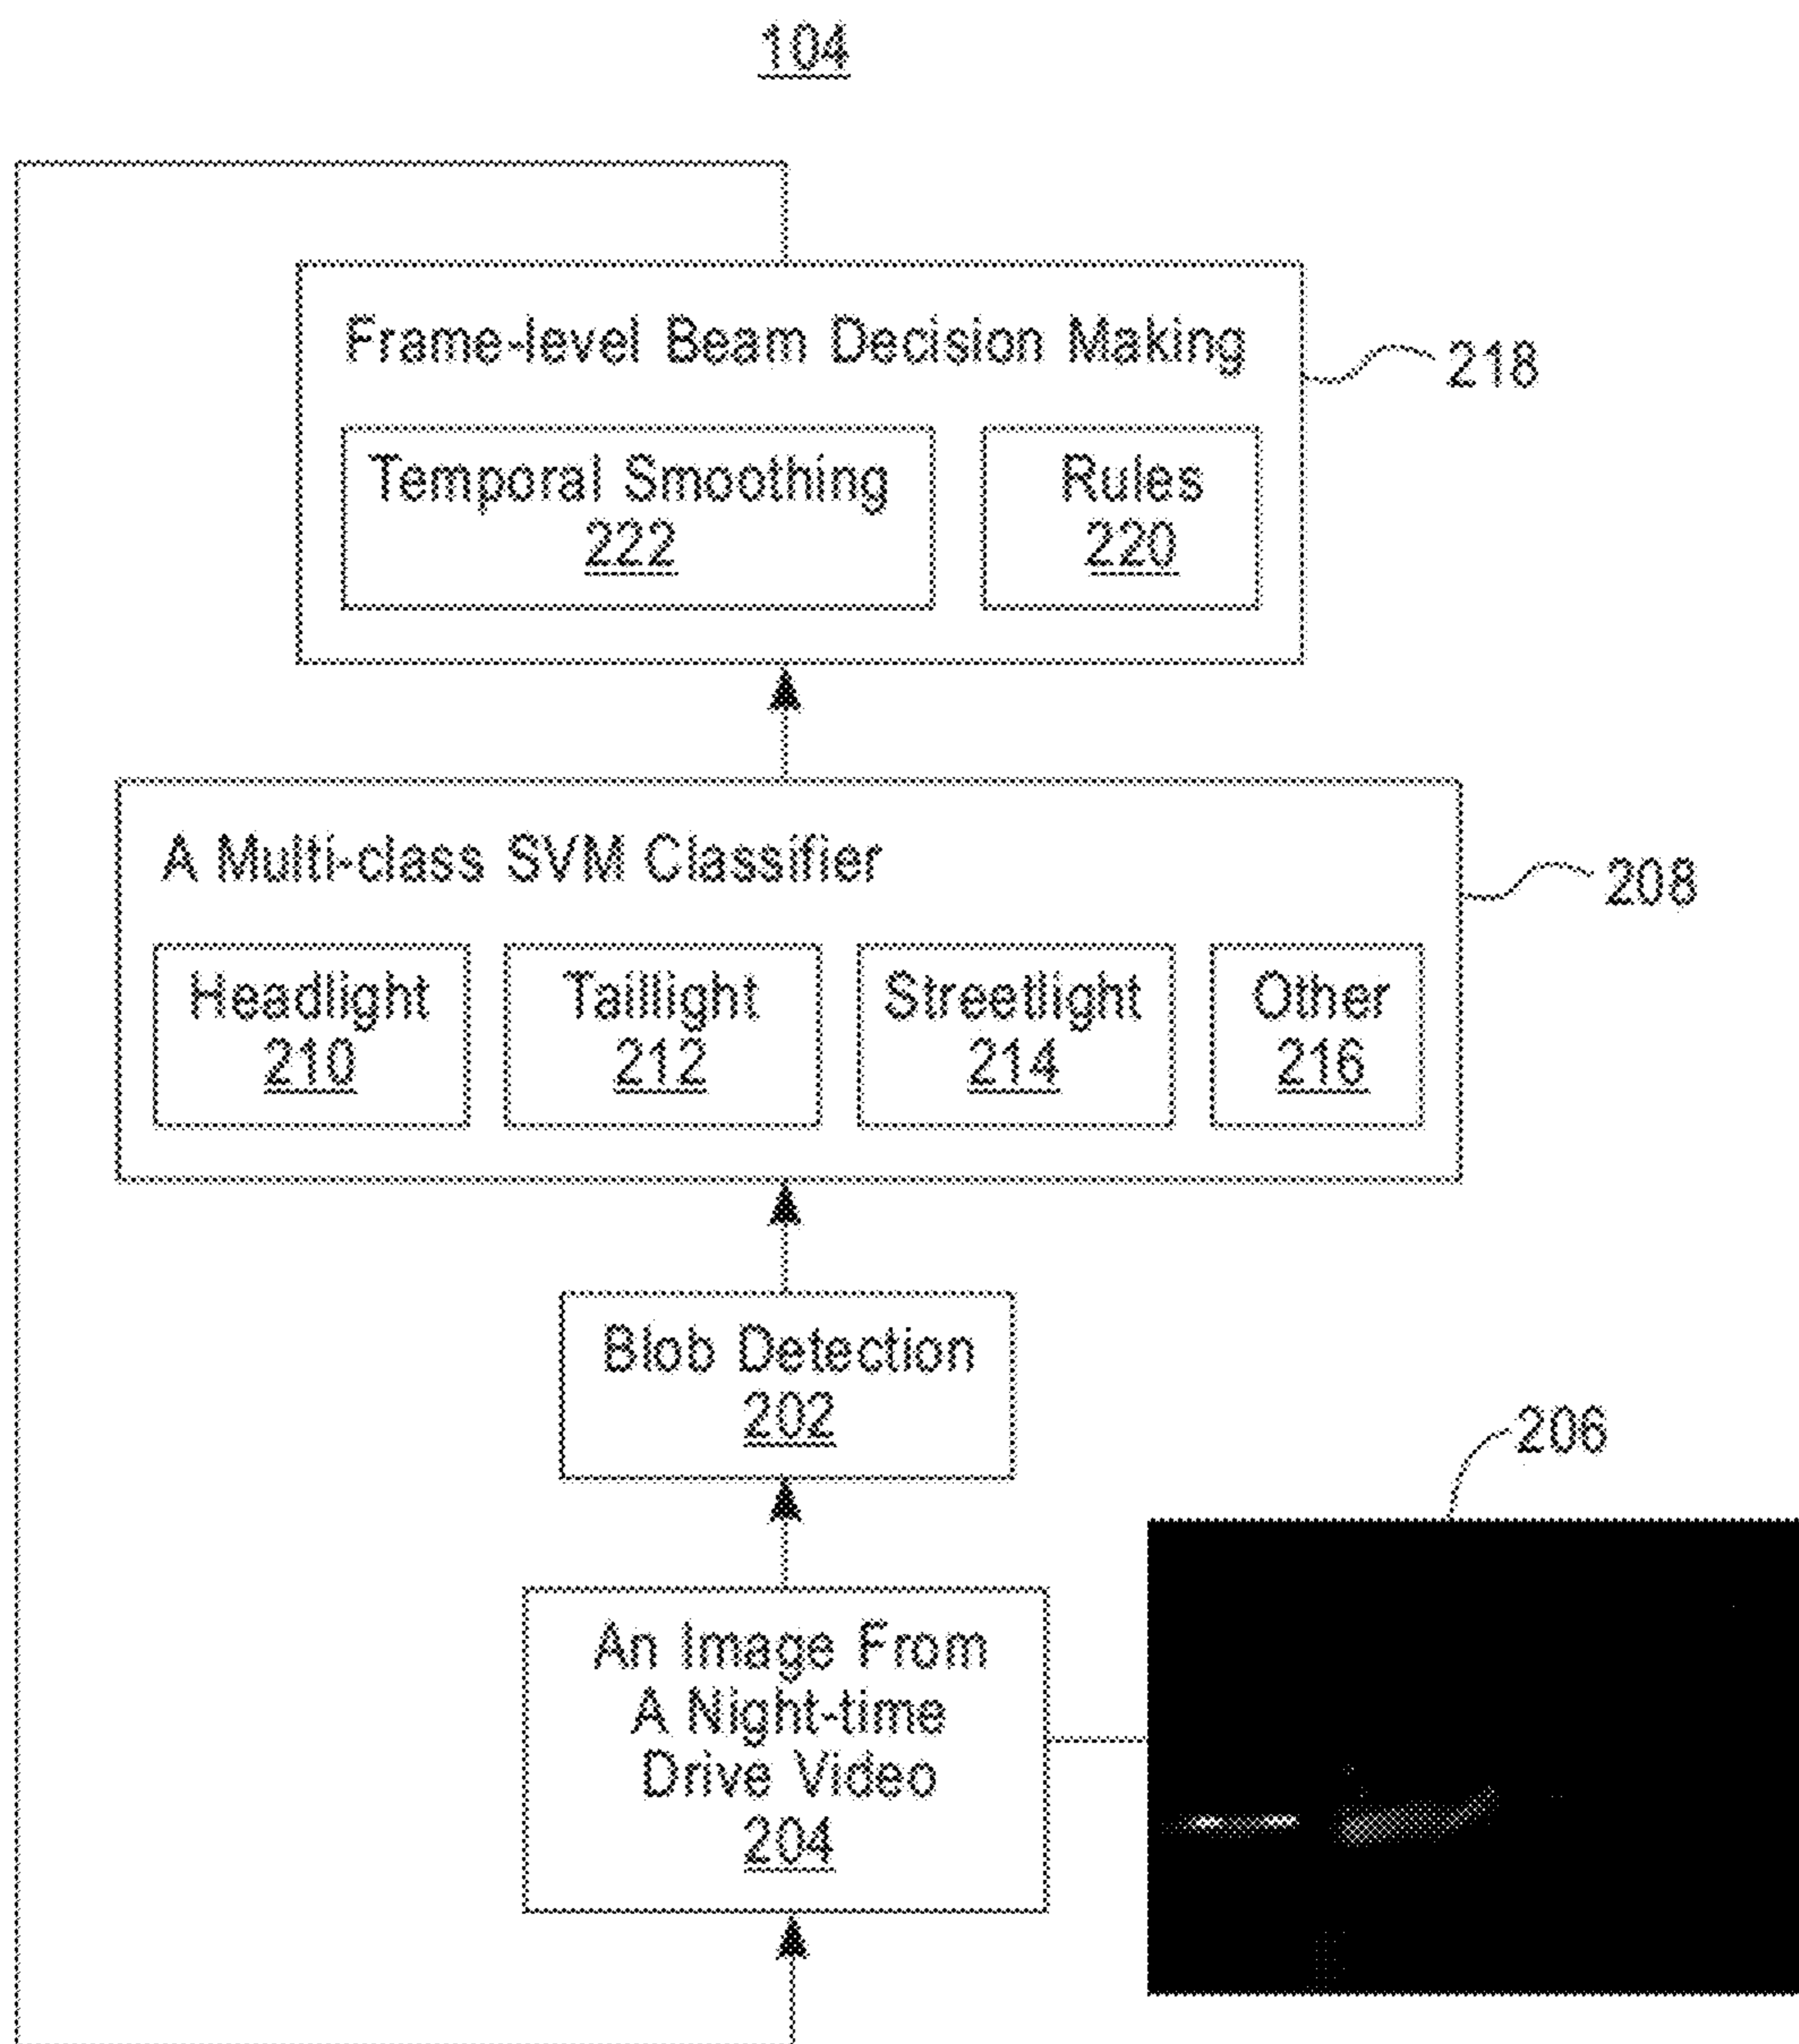 104
Frame-level Beam Decision Making
218
Temporal Smoothing
222
Rules
220
A Multi-class SVM Classifier
208
Headlight
210
Taillight
212
Streetlight
214
Other
216
Blob Detection
202
206
An Image From
A Night-time
Drive Video
204